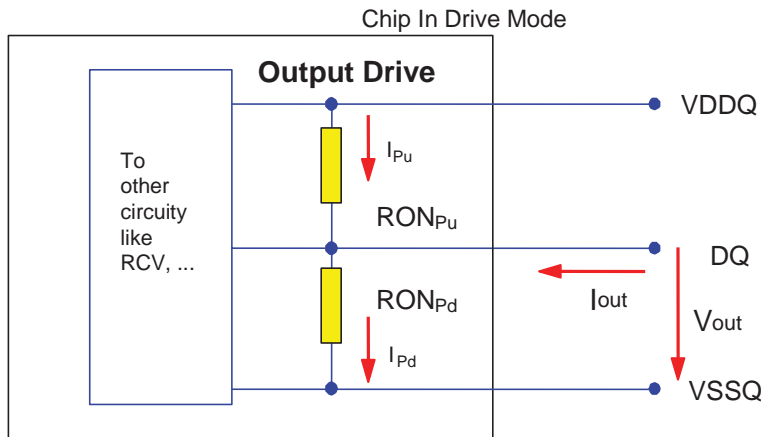 Chip In Drive Mode
Output Drive
VDDQ
To
other
circuity
like
RCV, ...
IPu
RONPu
DQ
RONPd
Iout
Vout
IPd
VSSQ